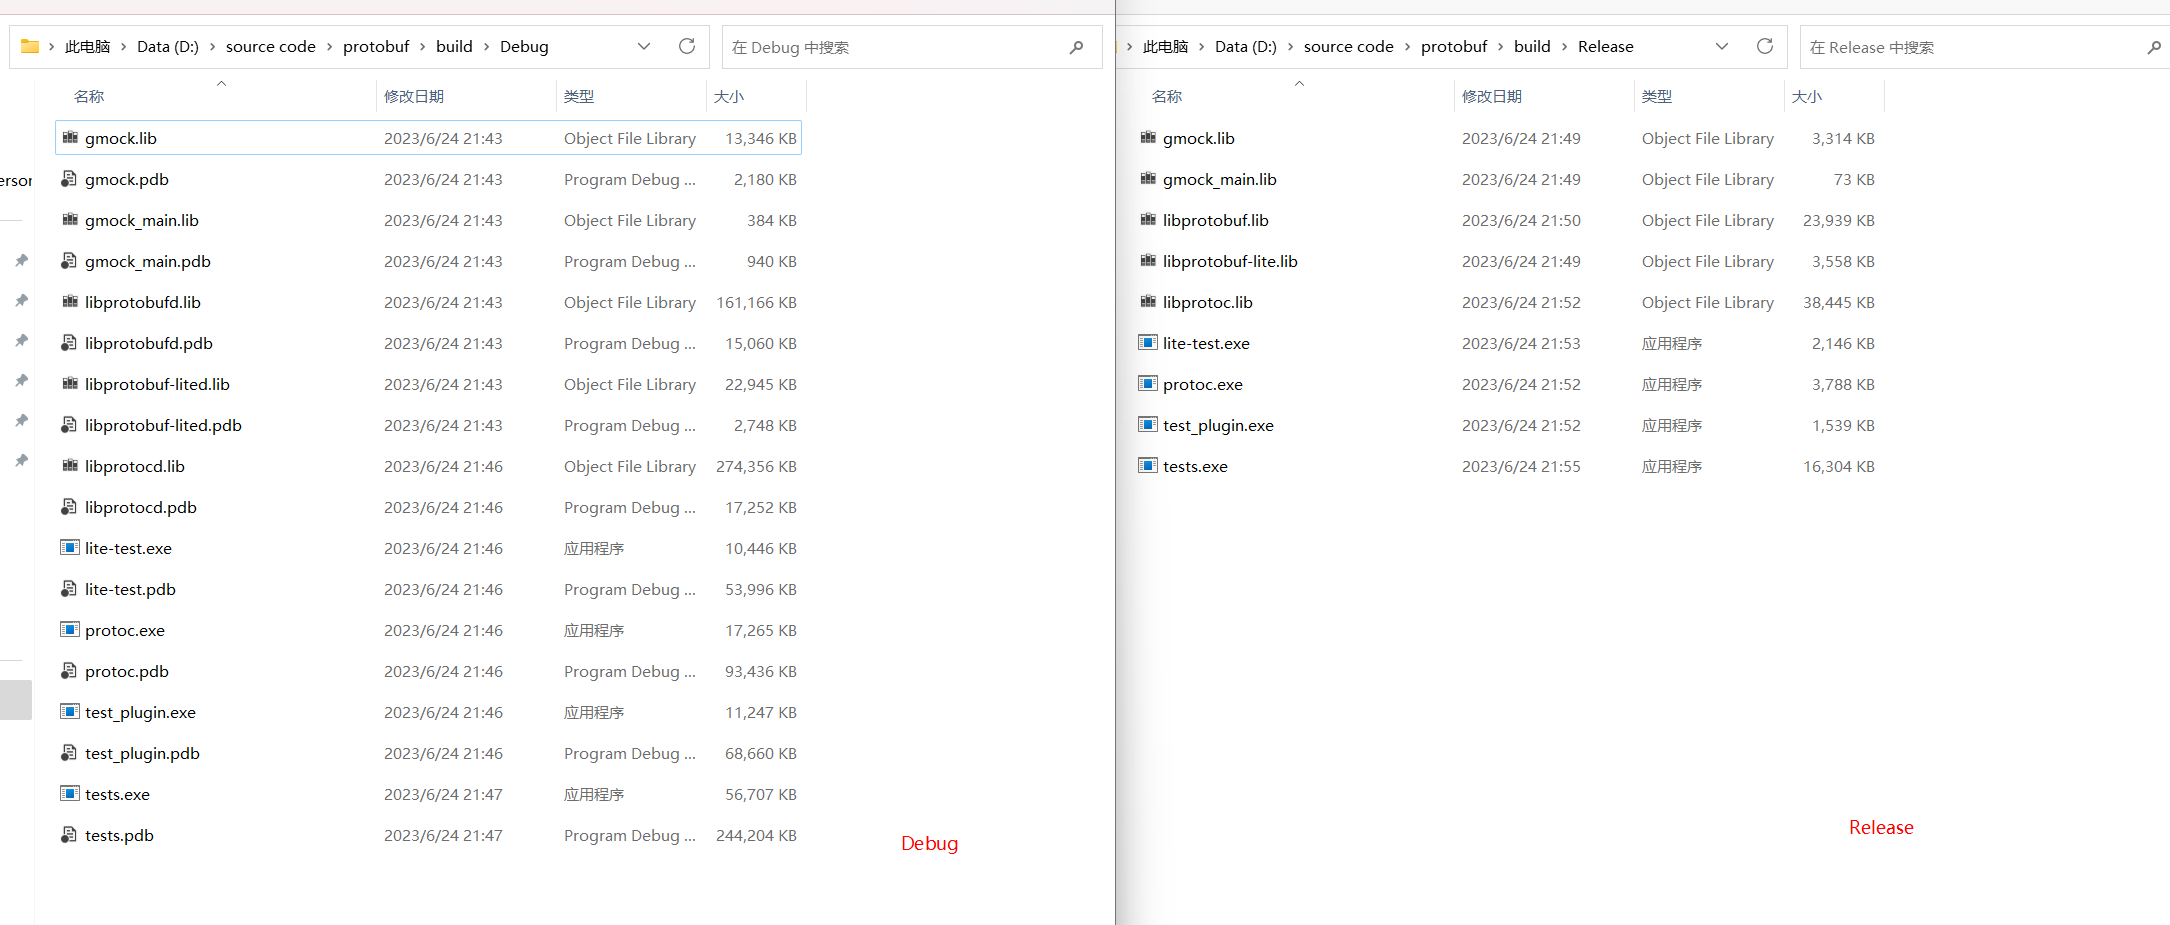 此电脑 › Data (D:) › source code › protobuf › build › Debug
在 Debug 中搜索
名称 修改日期 类型 大小
gmock.lib 2023/6/24 21:43 Object File Library 13,346 KB
gmock.pdb 2023/6/24 21:43 Program Debug ... 2,180 KB
gmock_main.lib 2023/6/24 21:43 Object File Library 384 KB
gmock_main.pdb 2023/6/24 21:43 Program Debug ... 940 KB
libprotobufd.lib 2023/6/24 21:43 Object File Library 161,166 KB
libprotobufd.pdb 2023/6/24 21:43 Program Debug ... 15,060 KB
libprotobuf-lited.lib 2023/6/24 21:43 Object File Library 22,945 KB
libprotobuf-lited.pdb 2023/6/24 21:43 Program Debug ... 2,748 KB
libprotocd.lib 2023/6/24 21:46 Object File Library 274,356 KB
libprotocd.pdb 2023/6/24 21:46 Program Debug ... 17,252 KB
lite-test.exe 2023/6/24 21:46 应用程序 10,446 KB
lite-test.pdb 2023/6/24 21:46 Program Debug ... 53,996 KB
protoc.exe 2023/6/24 21:46 应用程序 17,265 KB
protoc.pdb 2023/6/24 21:46 Program Debug ... 93,436 KB
test_plugin.exe 2023/6/24 21:46 应用程序 11,247 KB
test_plugin.pdb 2023/6/24 21:46 Program Debug ... 68,660 KB
tests.exe 2023/6/24 21:47 应用程序 56,707 KB
tests.pdb 2023/6/24 21:47 Program Debug ... 244,204 KB
Debug
此电脑 › Data (D:) › source code › protobuf › build › Release
在 Release 中搜索
名称 修改日期 类型 大小
gmock.lib 2023/6/24 21:49 Object File Library 3,314 KB
gmock_main.lib 2023/6/24 21:49 Object File Library 73 KB
libprotobuf.lib 2023/6/24 21:50 Object File Library 23,939 KB
libprotobuf-lite.lib 2023/6/24 21:49 Object File Library 3,558 KB
libprotoc.lib 2023/6/24 21:52 Object File Library 38,445 KB
lite-test.exe 2023/6/24 21:53 应用程序 2,146 KB
protoc.exe 2023/6/24 21:52 应用程序 3,788 KB
test_plugin.exe 2023/6/24 21:52 应用程序 1,539 KB
tests.exe 2023/6/24 21:55 应用程序 16,304 KB
Release